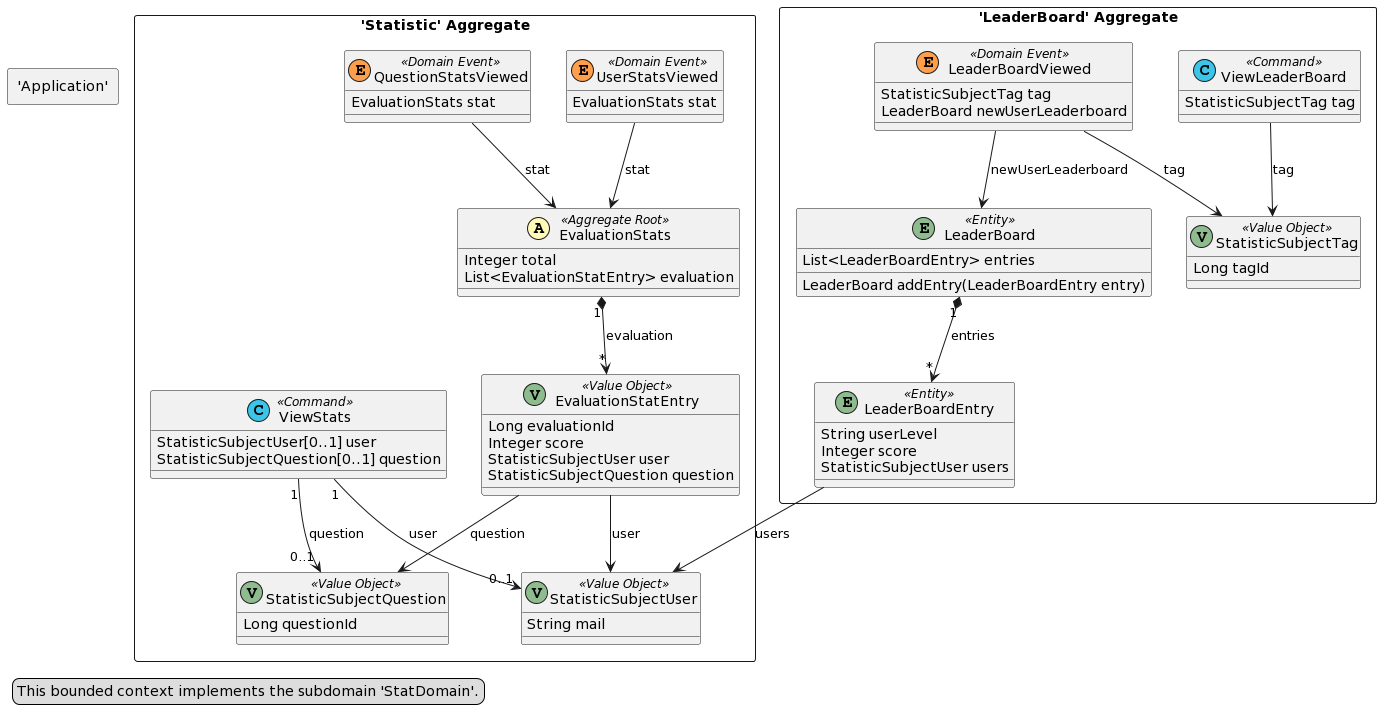 'Application'
'Statistic' Aggregate
E
«Domain Event»
QuestionStatsViewed
EvaluationStats stat
E
«Domain Event»
UserStatsViewed
EvaluationStats stat
stat
stat
A
«Aggregate Root»
EvaluationStats
Integer total
List<EvaluationStatEntry> evaluation
1
evaluation
*
C
«Command»
ViewStats
StatisticSubjectUser[0..1] user
StatisticSubjectQuestion[0..1] question
V
«Value Object»
EvaluationStatEntry
Long evaluationId
Integer score
StatisticSubjectUser user
StatisticSubjectQuestion question
1
1
question
user
question
user
0..1
0..1
V
«Value Object»
StatisticSubjectQuestion
Long questionId
V
«Value Object»
StatisticSubjectUser
String mail
'LeaderBoard' Aggregate
E
«Domain Event»
LeaderBoardViewed
StatisticSubjectTag tag
LeaderBoard newUserLeaderboard
C
«Command»
ViewLeaderBoard
StatisticSubjectTag tag
newUserLeaderboard
tag
tag
E
«Entity»
LeaderBoard
List<LeaderBoardEntry> entries
LeaderBoard addEntry(LeaderBoardEntry entry)
V
«Value Object»
StatisticSubjectTag
Long tagId
1
entries
*
E
«Entity»
LeaderBoardEntry
String userLevel
Integer score
StatisticSubjectUser users
users
This bounded context implements the subdomain 'StatDomain'.